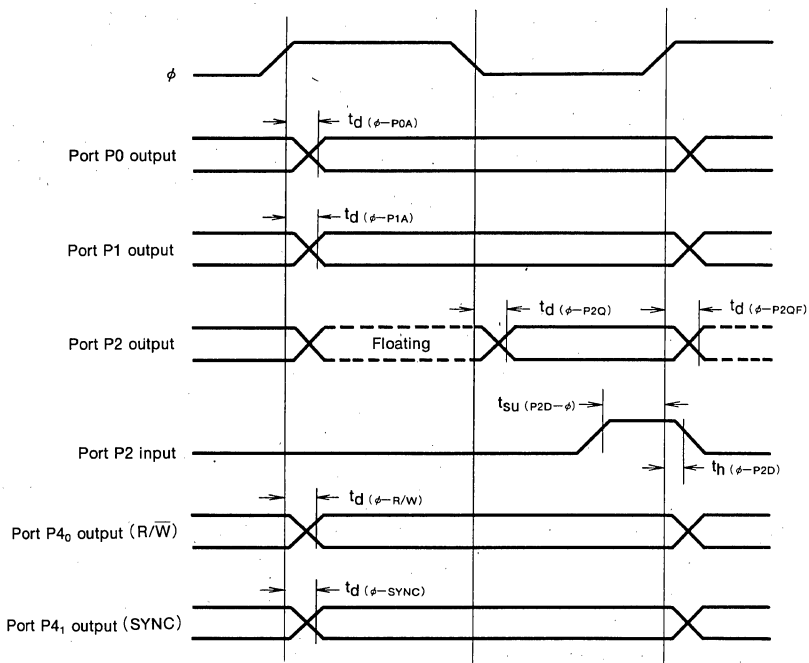 ϕ
td (ϕ−P0A)
Port P0 output
td (ϕ−P1A)
Port P1 output
td (ϕ−P2Q)
td (ϕ−P2QF)
Port P2 output
Floating
tsu (P2D−ϕ)
Port P2 input
th (ϕ−P2D)
td (ϕ−R/W)
Port P4₀ output (R/W̅)
td (ϕ−SYNC)
Port P4₁ output (SYNC)